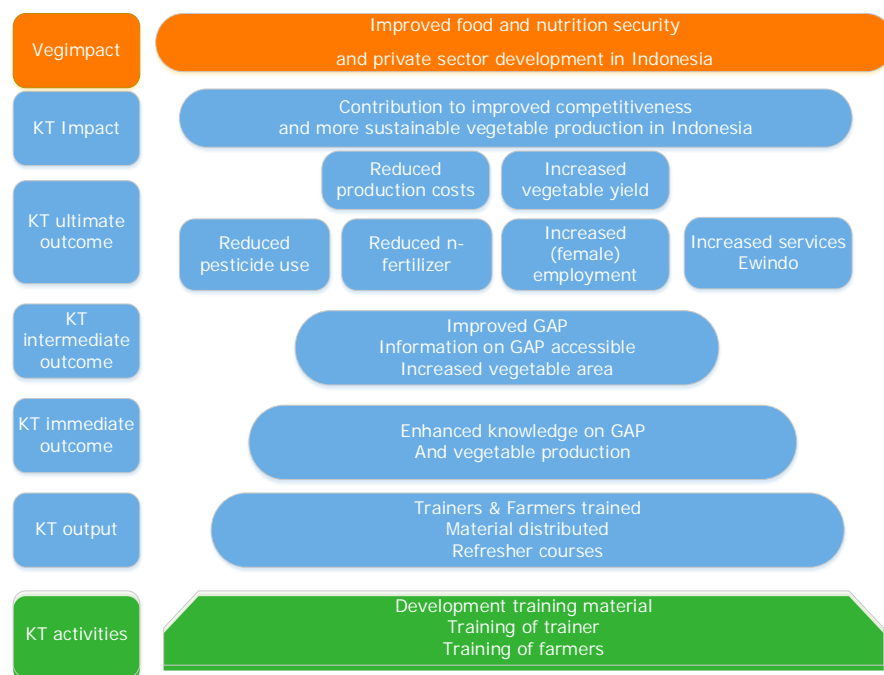 Vegimpact
Improved food and nutrition security
and private sector development in Indonesia
KT Impact
Contribution to improved competitiveness
and more sustainable vegetable production in Indonesia
KT ultimate
outcome
Reduced
production costs
Increased
vegetable yield
Reduced
pesticide use
Reduced n-
fertilizer
Increased
(female)
employment
Increased services
Ewindo
KT
intermediate
outcome
Improved GAP
Information on GAP accessible
Increased vegetable area
KT immediate
outcome
Enhanced knowledge on GAP
And vegetable production
KT output
Trainers & Farmers trained
Material distributed
Refresher courses
KT activities
Development training material
Training of trainer
Training of farmers